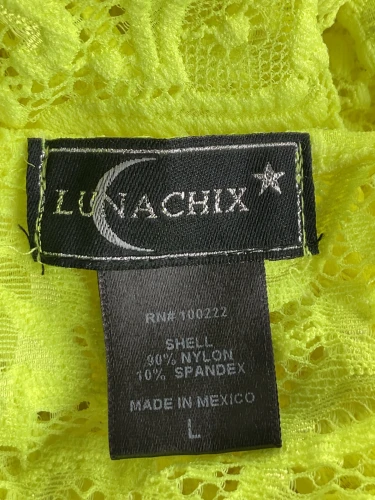 LUNACHIX
RN# 100222
SHELL
90% NYLON
10% SPANDEX
MADE IN MEXICO
L